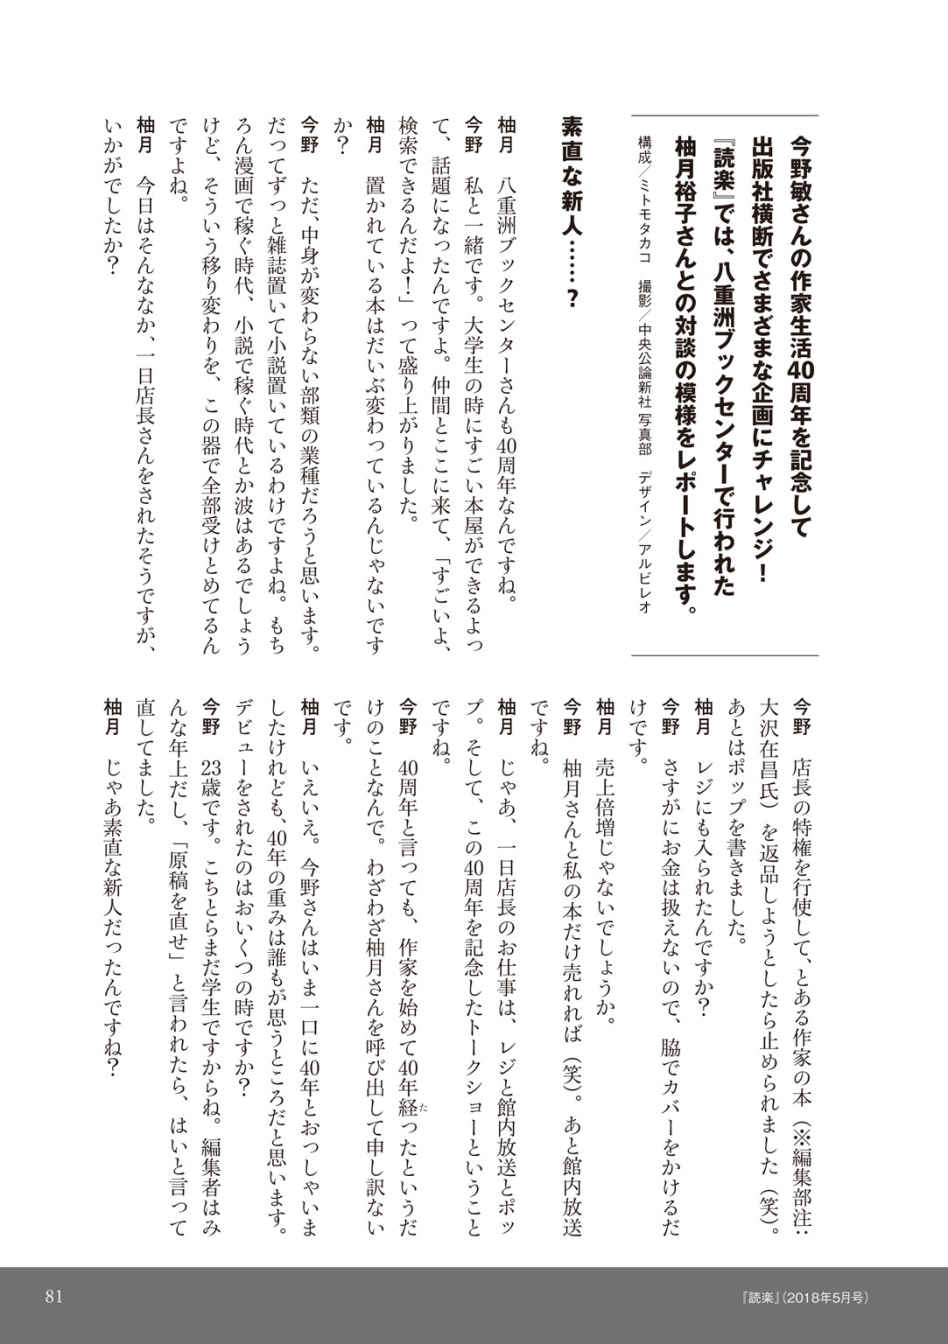 今野敏さんの作家生活40周年を記念して
出版社横断でさまざまな企画にチャレンジ！
『読楽』では、八重洲ブックセンターで行われた
柚月裕子さんとの対談の模様をレポートします。
構成／ミトモタカコ　撮影／中央公論新社 写真部　デザイン／アルビレオ
素直な新人……？
柚月　八重洲ブックセンターさんも40周年なんですね。
今野　私と一緒です。大学生の時にすごい本屋ができるよっ
て、話題になったんですよ。仲間とここに来て、「すごいよ、
検索できるんだよ！」って盛り上がりました。
柚月　置かれている本はだいぶ変わっているんじゃないです
か？
今野　ただ、中身が変わらない部類の業種だろうと思います。
だってずっと雑誌置いて小説置いているわけですよね。もち
ろん漫画で稼ぐ時代、小説で稼ぐ時代とか波はあるでしょう
けど、そういう移り変わりを、この器で全部受けとめてるん
ですよね。
柚月　今日はそんななか、一日店長さんをされたそうですが、
いかがでしたか？
今野　店長の特権を行使して、とある作家の本（※編集部注：
大沢在昌氏）を返品しようとしたら止められました（笑）。
あとはポップを書きました。
柚月　レジにも入られたんですか？
今野　さすがにお金は扱えないので、脇でカバーをかけるだ
けです。
柚月　売上倍増じゃないでしょうか。
今野　柚月さんと私の本だけ売れれば（笑）。あと館内放送
ですね。
柚月　じゃあ、一日店長のお仕事は、レジと館内放送とポッ
プ。そして、この40周年を記念したトークショーということ
ですね。
今野　40周年と言っても、作家を始めて40年経ったというだ
けのことなんで。わざわざ柚月さんを呼び出して申し訳ない
です。
柚月　いえいえ。今野さんはいま一口に40年とおっしゃいま
したけれども、40年の重みは誰もが思うところだと思います。
デビューをされたのはおいくつの時ですか？
今野　23歳です。こちとらまだ学生ですからね。編集者はみ
んな年上だし、「原稿を直せ」と言われたら、はいと言って
直してました。
柚月　じゃあ素直な新人だったんですね？
81
『読楽』（2018年5月号）